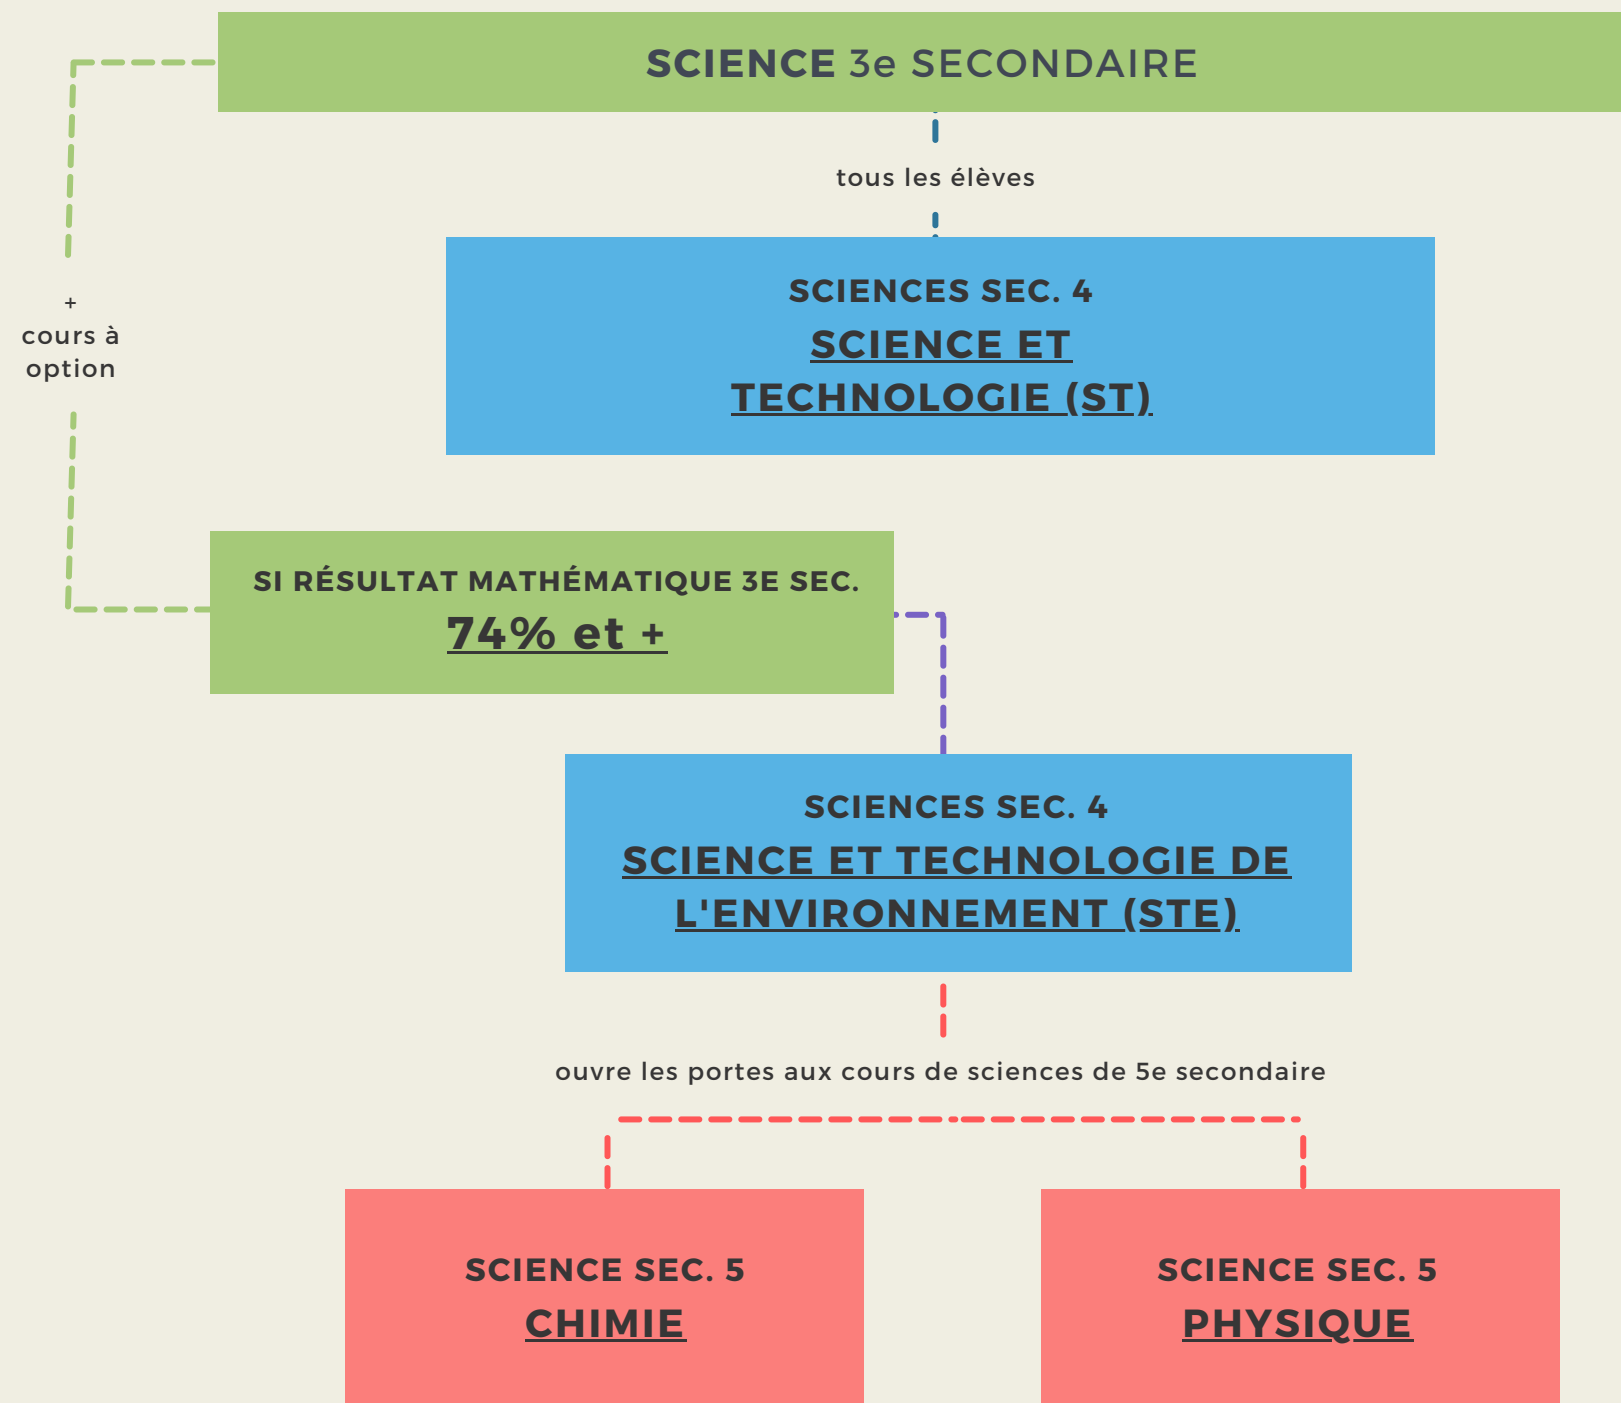 SCIENCE 3e SECONDAIRE
tous les élèves
SCIENCES SEC. 4
SCIENCE ET
TECHNOLOGIE (ST)
+
cours à
option
SI RÉSULTAT MATHÉMATIQUE 3E SEC.
74% et +
SCIENCES SEC. 4
SCIENCE ET TECHNOLOGIE DE
L'ENVIRONNEMENT (STE)
ouvre les portes aux cours de sciences de 5e secondaire
SCIENCE SEC. 5
CHIMIE
SCIENCE SEC. 5
PHYSIQUE